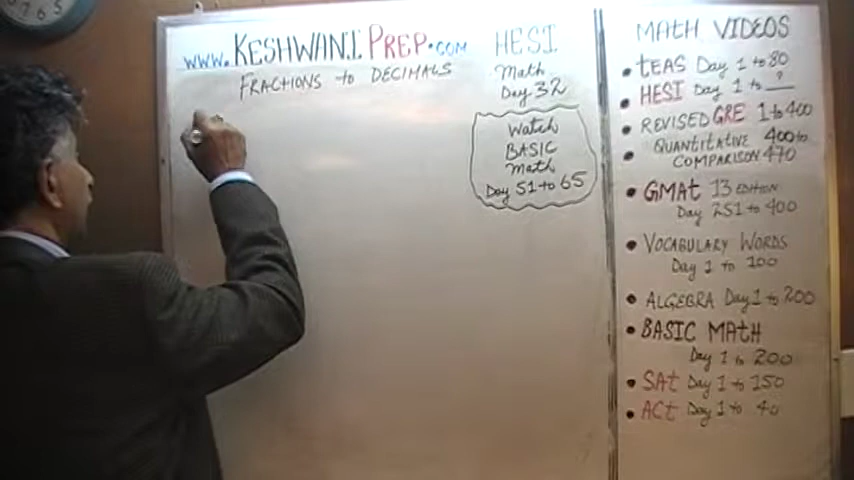 www.KESHWANI PREP.COM
FRACTIONS to DECIMALS
HESI
Math
Day 32
Watch
BASIC
Math
Day 51 to 65
MATH VIDEOS
• TEAS Day 1 to 80
• HESI Day 1 to __?
• REVISED GRE 1 to 400
• QUANTITATIVE 400 to
COMPARISON 470
• GMAT 13 EDITION
Day 251 to 400
• VOCABULARY WORDS
Day 1 to 100
• ALGEBRA Day 1 to 200
• BASIC MATH
Day 1 to 200
• SAT Day 1 to 150
• ACT Day 1 to 40